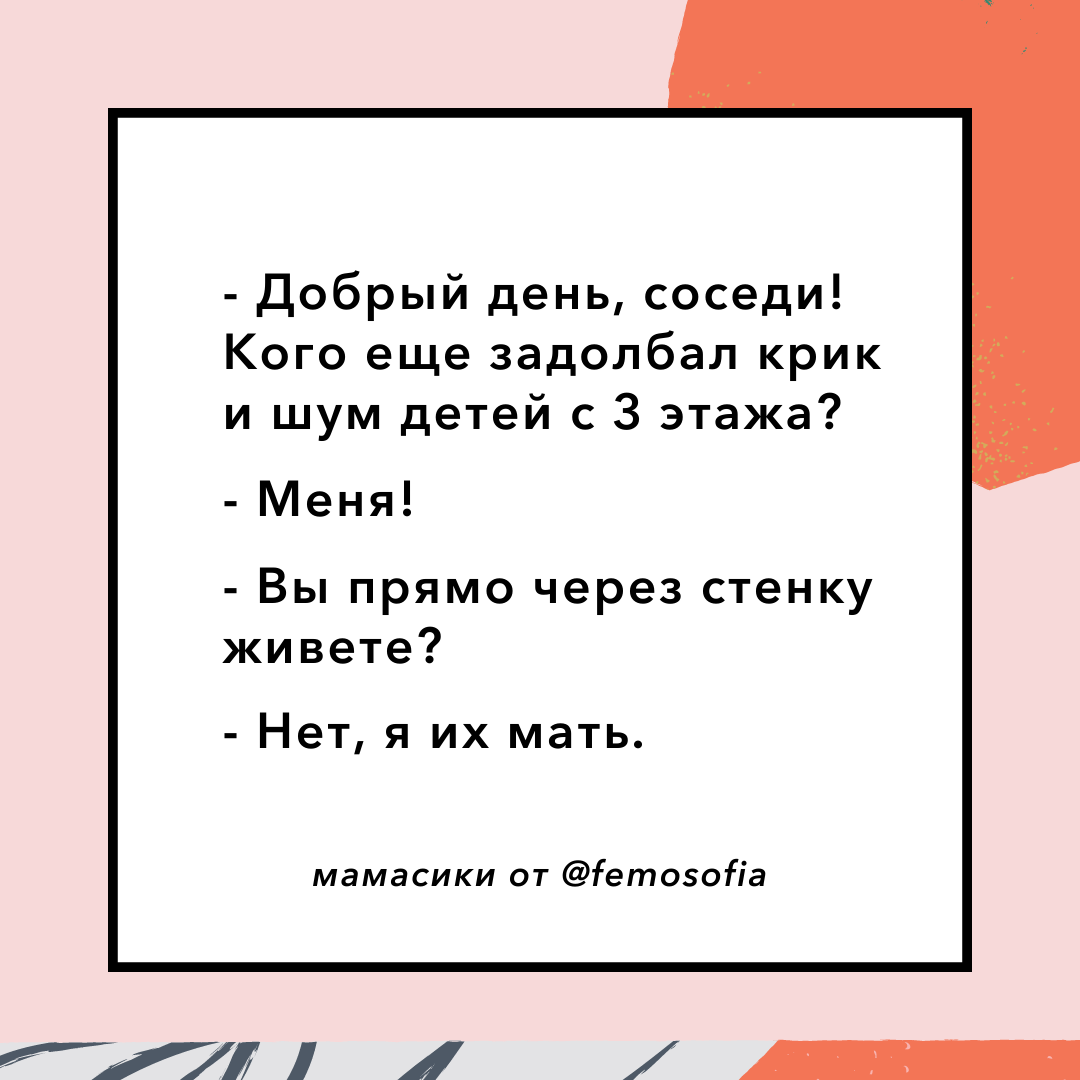 - Добрый день, соседи!
Кого еще задолбал крик
и шум детей с 3 этажа?
- Меня!
- Вы прямо через стенку
живете?
- Нет, я их мать.
мамасики от @femosofia